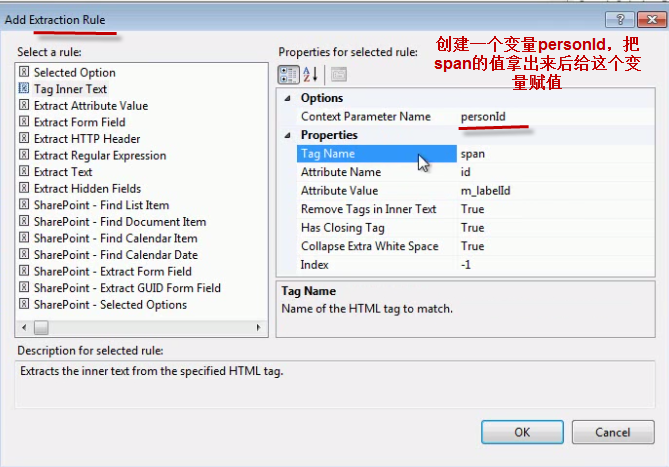 Add Extraction Rule
Select a rule:
Selected Option
Tag Inner Text
Extract Attribute Value
Extract Form Field
Extract HTTP Header
Extract Regular Expression
Extract Text
Extract Hidden Fields
SharePoint - Find List Item
SharePoint - Find Document Item
SharePoint - Find Calendar Item
SharePoint - Find Calendar Date
SharePoint - Extract Form Field
SharePoint - Extract GUID Form Field
SharePoint - Selected Options
Properties for selected rule:
创建一个变量personId，把
span的值拿出来后给这个变
量赋值
Options
Context Parameter Name personId
Properties
Tag Name span
Attribute Name id
Attribute Value m_labelId
Remove Tags in Inner Text True
Has Closing Tag True
Collapse Extra White Space True
Index -1
Tag Name
Name of the HTML tag to match.
Description for selected rule:
Extracts the inner text from the specified HTML tag.
OK Cancel